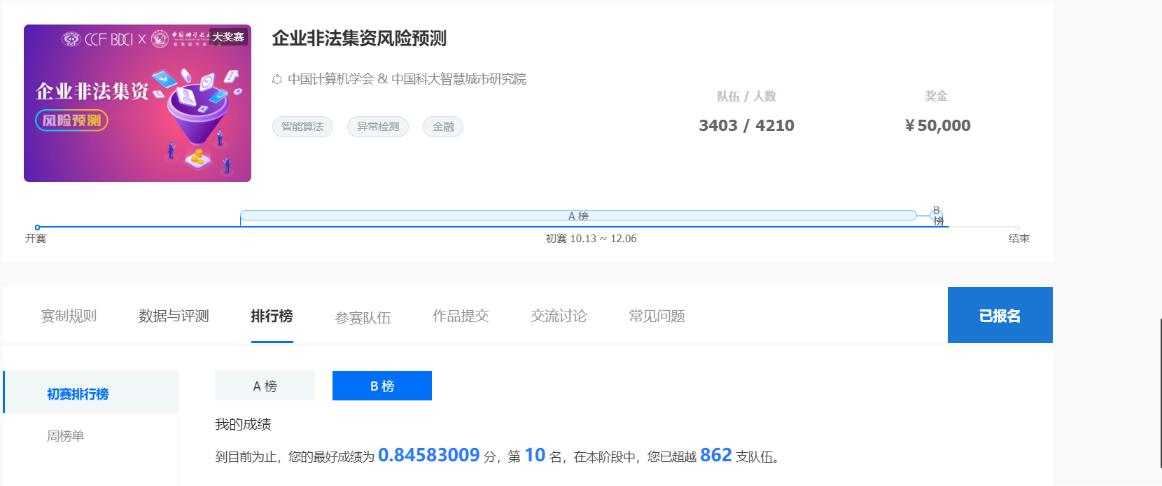 CCF BDCI X 中国科学技术大学
大奖赛
企业非法集资
风险预测
企业非法集资风险预测
中国计算机学会 & 中国科大智慧城市研究院
智能算法 异常检测 金融
队伍 / 人数 奖金
3403 / 4210 ￥50,000
A 榜 B 榜
开赛 初赛 10.13 ~ 12.06 结束
赛制规则 数据与评测 排行榜 参赛队伍 作品提交 交流讨论 常见问题 已报名
初赛排行榜
周榜单
A 榜 B 榜
我的成绩
到目前为止，您的最好成绩为 0.84583009 分，第 10 名，在本阶段中，您已超越 862 支队伍。